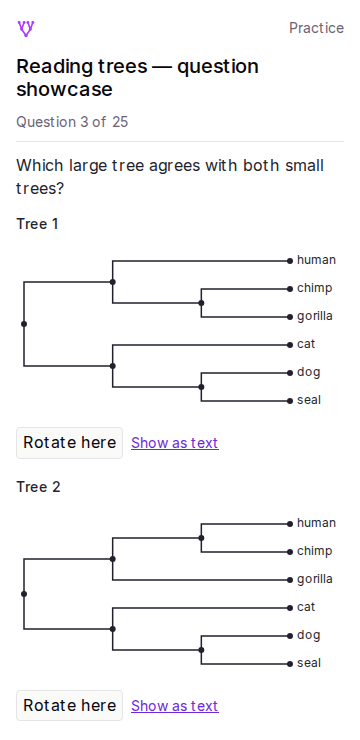 Practice
Reading trees — question
showcase
Question 3 of 25
Which large tree agrees with both small
trees?
Tree 1
human
chimp
gorilla
cat
dog
seal
Rotate here Show as text
Tree 2
human
chimp
gorilla
cat
dog
seal
Rotate here Show as text